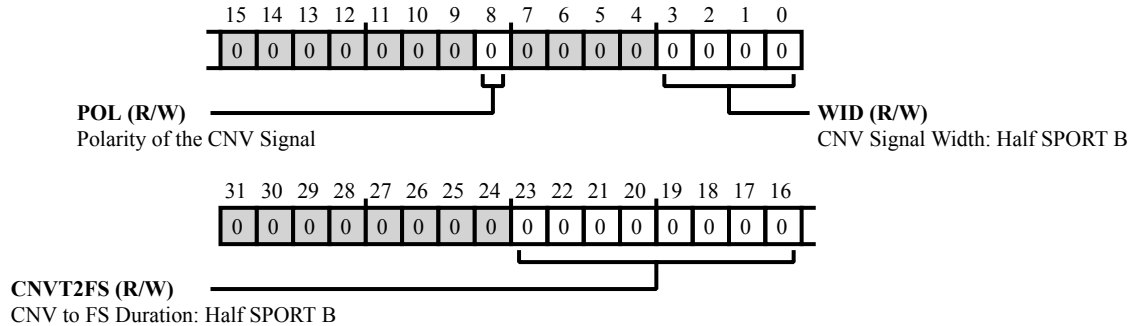 15 14 13 12 11 10 9 8 7 6 5 4 3 2 1 0
0 0 0 0 0 0 0 0 0 0 0 0 0 0 0 0
POL (R/W)
Polarity of the CNV Signal
WID (R/W)
CNV Signal Width: Half SPORT B
31 30 29 28 27 26 25 24 23 22 21 20 19 18 17 16
0 0 0 0 0 0 0 0 0 0 0 0 0 0 0 0
CNVT2FS (R/W)
CNV to FS Duration: Half SPORT B